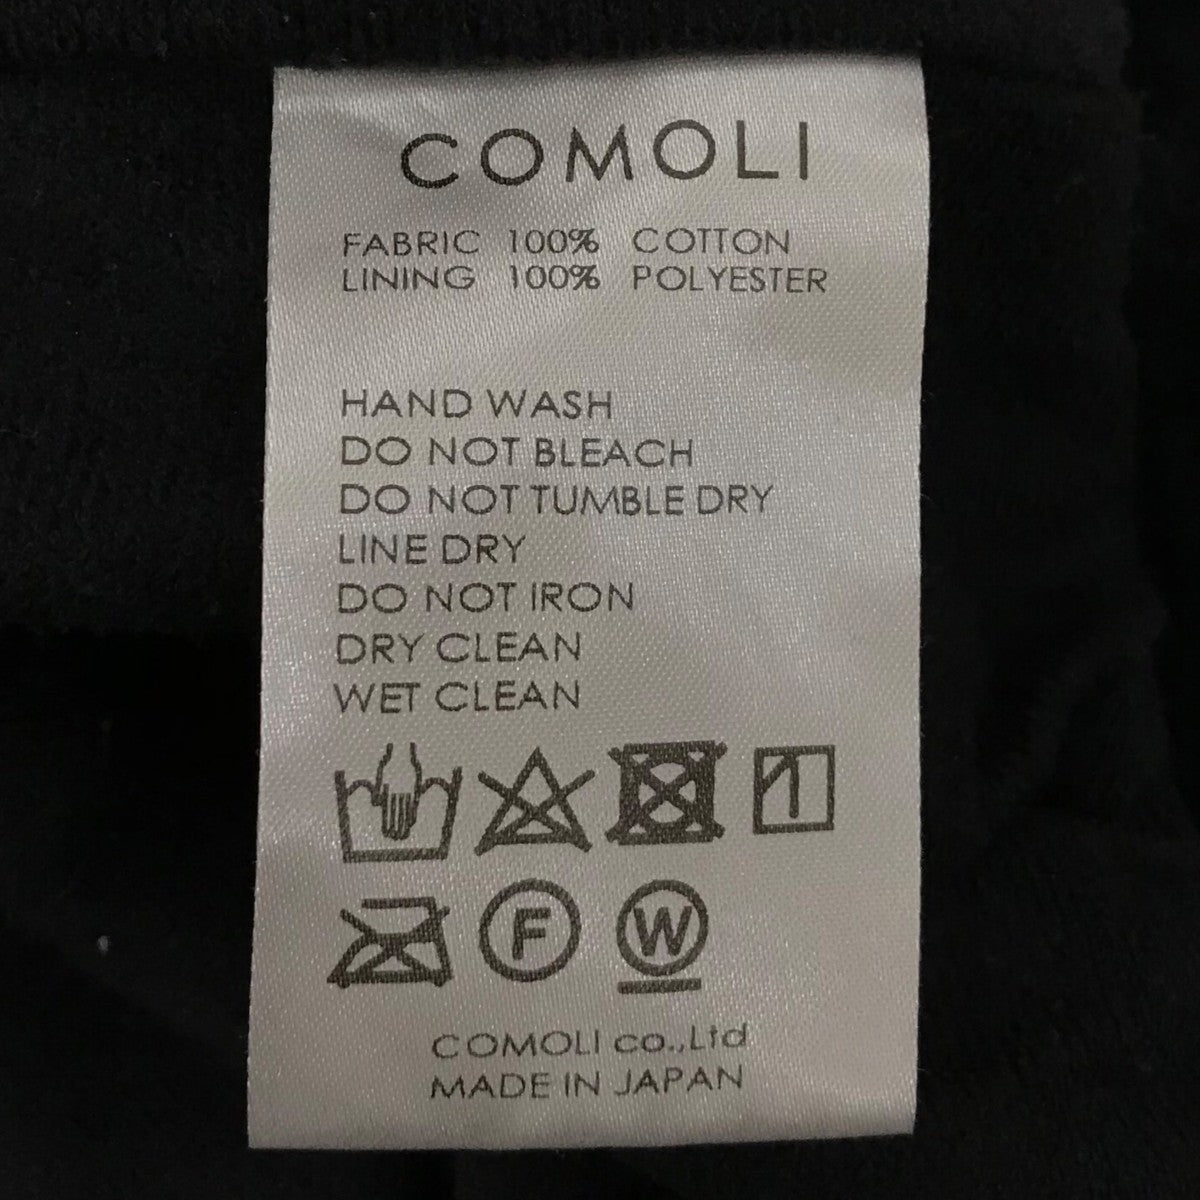 COMOLI
FABRIC 100% COTTON
LINING 100% POLYESTER
HAND WASH
DO NOT BLEACH
DO NOT TUMBLE DRY
LINE DRY
DO NOT IRON
DRY CLEAN
WET CLEAN
F W
COMOLI co.,Ltd
MADE IN JAPAN